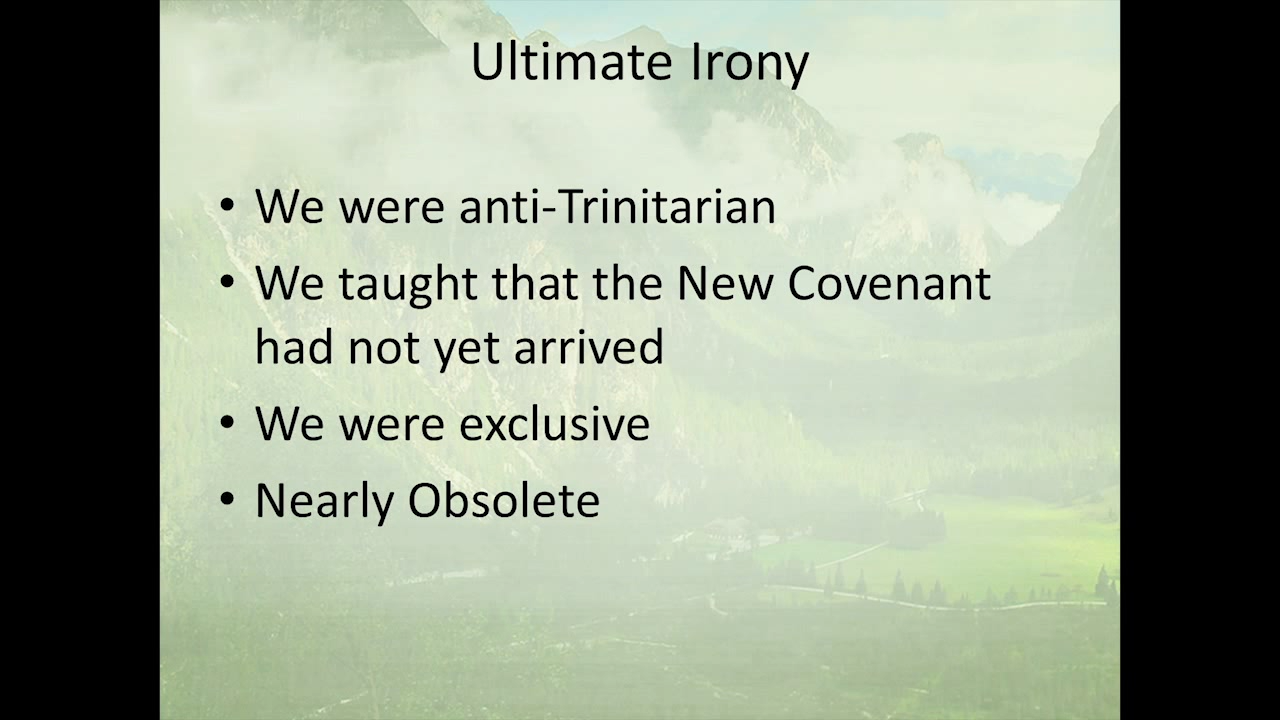 Ultimate Irony
• We were anti-Trinitarian
• We taught that the New Covenant
had not yet arrived
• We were exclusive
• Nearly Obsolete